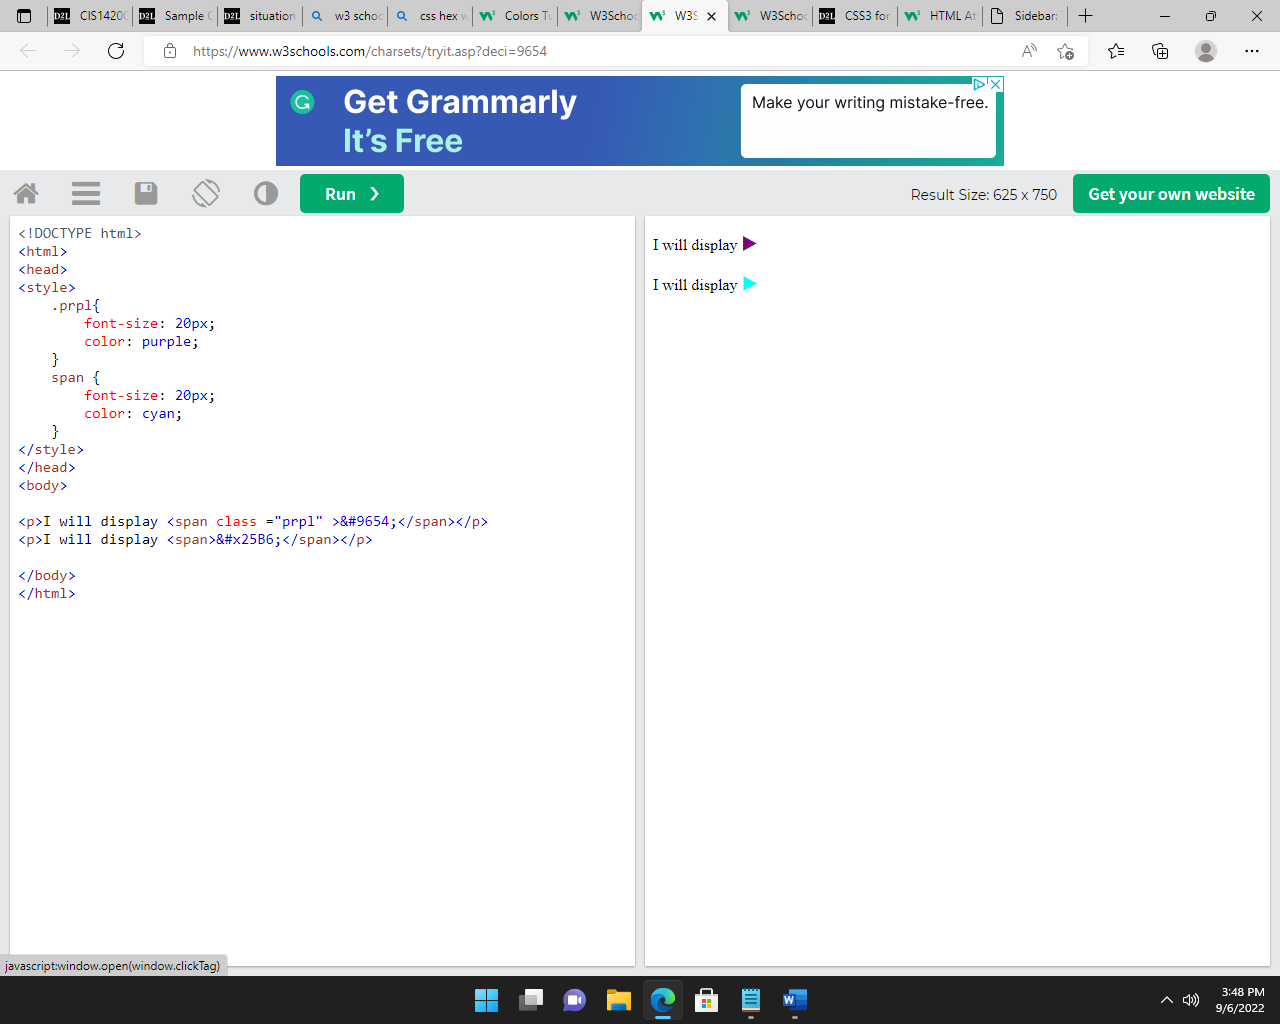 CIS1420
Sample C
situation
w3 schoo
css hex w
Colors Tu
W3Schoo
W3S
W3Schoo
CSS3 for
HTML At
Sidebar:
https://www.w3schools.com/charsets/tryit.asp?deci=9654
Get Grammarly
It's Free
Make your writing mistake-free.
Run ❯
Result Size: 625 x 750
Get your own website
<!DOCTYPE html>
<html>
<head>
<style>
    .prpl{
        font-size: 20px;
        color: purple;
    }
    span {
        font-size: 20px;
        color: cyan;
    }
</style>
</head>
<body>
<p>I will display <span class ="prpl" >&#9654;</span></p>
<p>I will display <span>&#x25B6;</span></p>
</body>
</html>
I will display ▶
I will display ▶
javascript:window.open(window.clickTag)
3:48 PM
9/6/2022